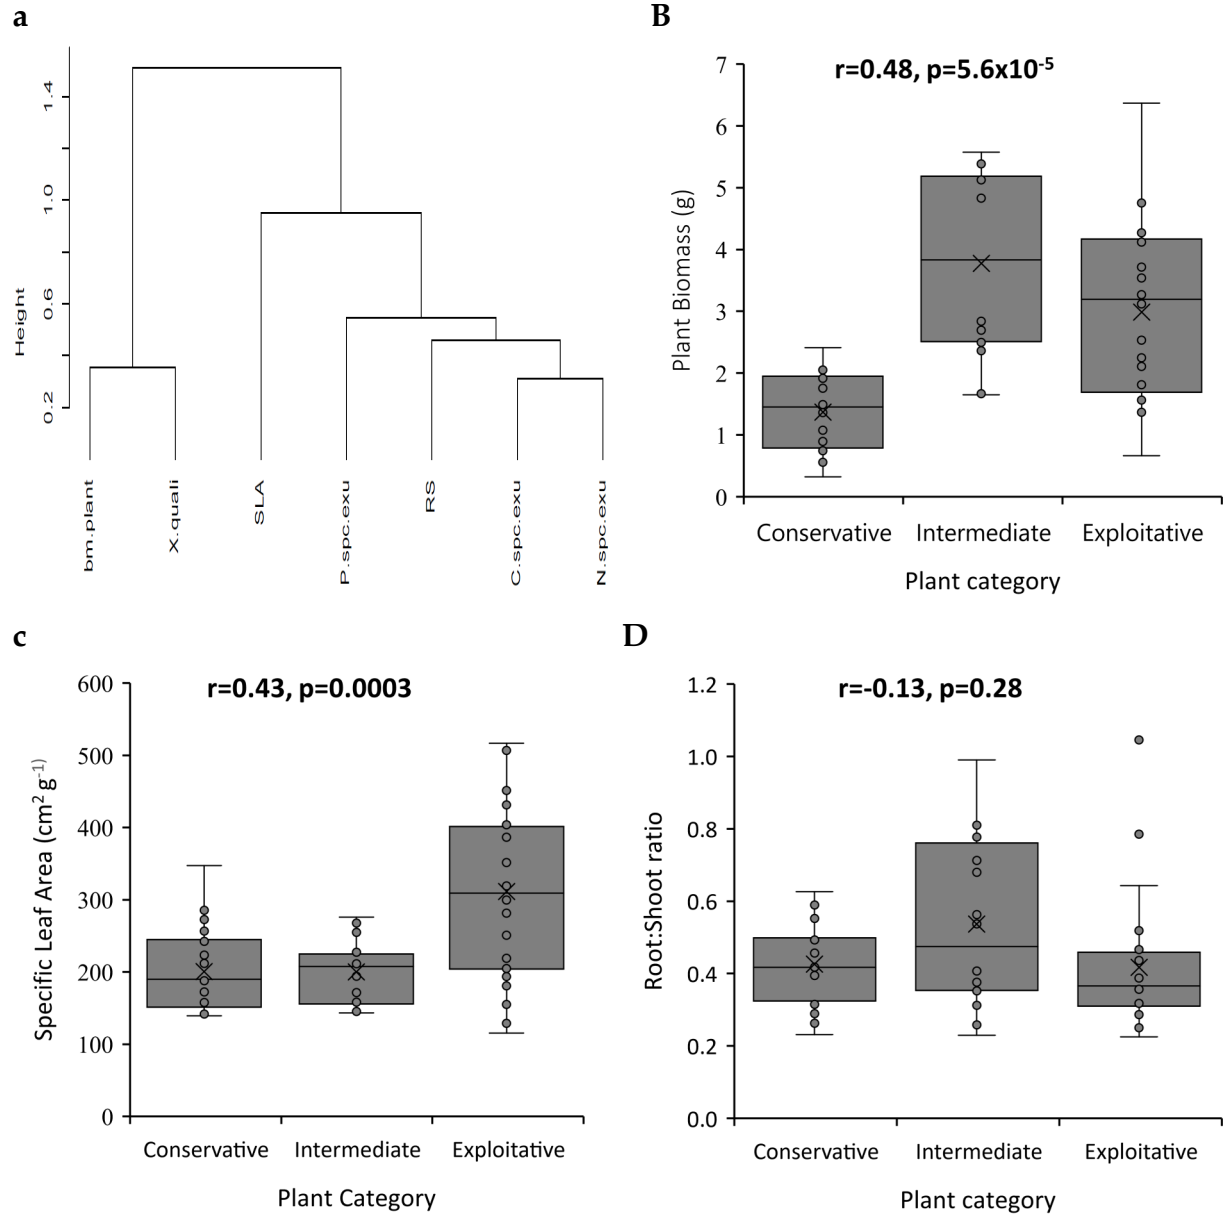 a
1.4
1.0
0.6
0.2
Height
bm.plant
X.quali
SLA
P.spc.exu
RS
C.spc.exu
N.spc.exu
B
r=0.48, p=5.6x10-5
7
6
5
4
3
2
1
0
Plant Biomass (g)
Conservative Intermediate Exploitative
Plant category
c
r=0.43, p=0.0003
600
500
400
300
200
100
0
Specific Leaf Area (cm2 g-1)
Conservative Intermediate Exploitative
Plant Category
D
r=-0.13, p=0.28
1.2
1.0
0.8
0.6
0.4
0.2
0.0
Root:Shoot ratio
Conservative Intermediate Exploitative
Plant category